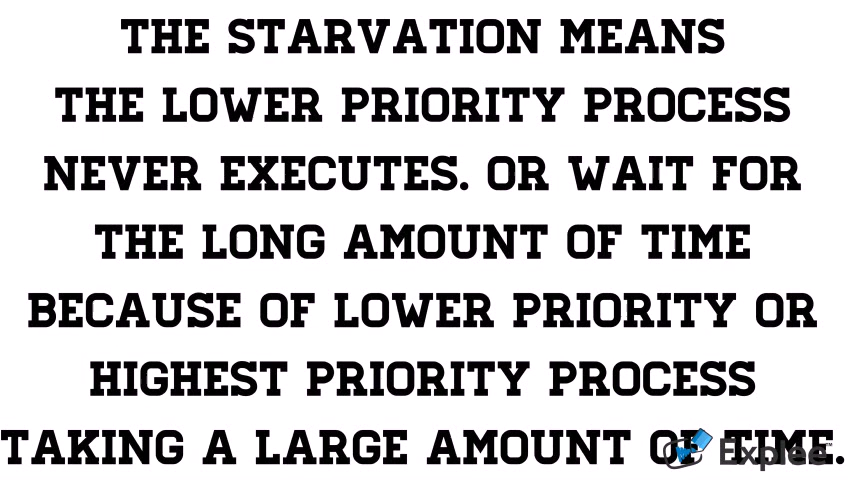 THE STARVATION MEANS
THE LOWER PRIORITY PROCESS
NEVER EXECUTES. OR WAIT FOR
THE LONG AMOUNT OF TIME
BECAUSE OF LOWER PRIORITY OR
HIGHEST PRIORITY PROCESS
TAKING A LARGE AMOUNT OF TIME.
Explee™